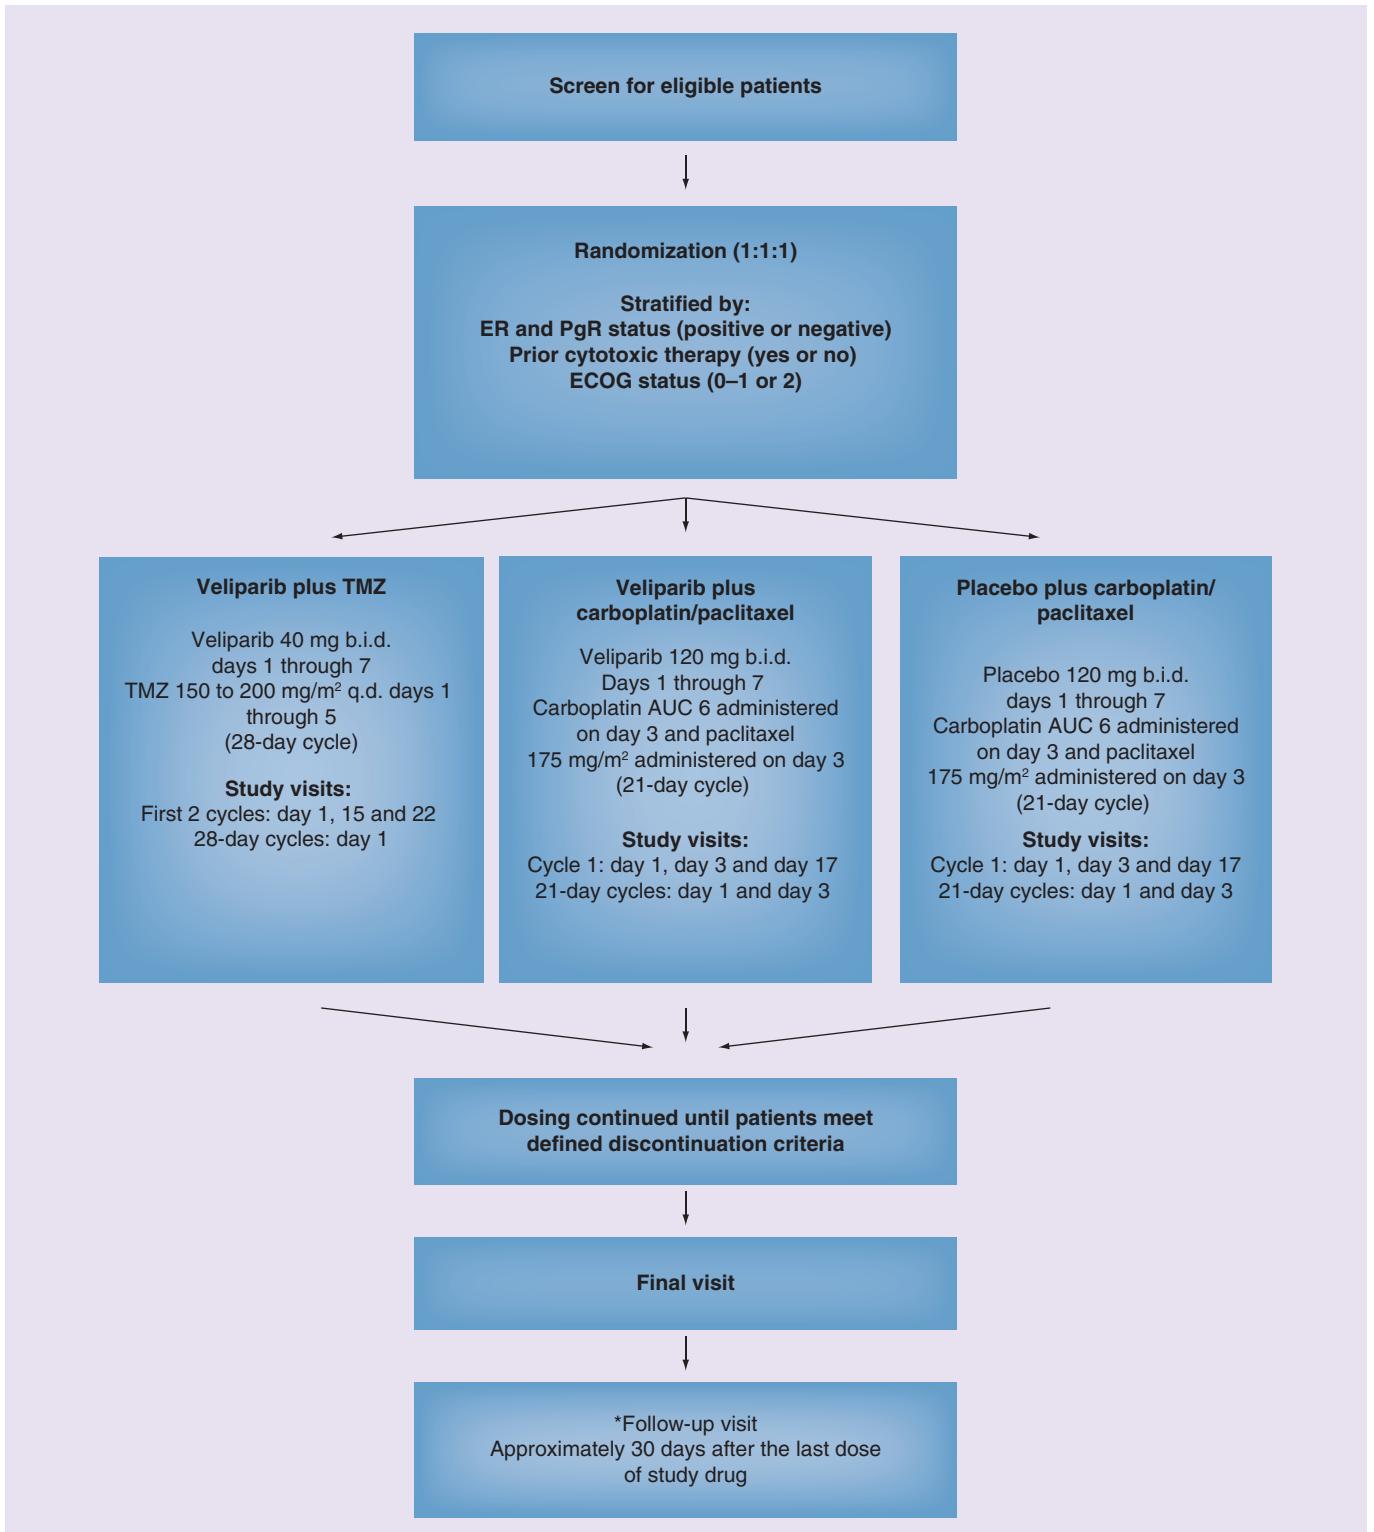 Screen for eligible patients
Randomization (1:1:1)
Stratified by:
ER and PgR status (positive or negative)
Prior cytotoxic therapy (yes or no)
ECOG status (0–1 or 2)
Veliparib plus TMZ
Veliparib 40 mg b.i.d.
days 1 through 7
TMZ 150 to 200 mg/m² q.d. days 1
through 5
(28-day cycle)
Study visits:
First 2 cycles: day 1, 15 and 22
28-day cycles: day 1
Veliparib plus
carboplatin/paclitaxel
Veliparib 120 mg b.i.d.
Days 1 through 7
Carboplatin AUC 6 administered
on day 3 and paclitaxel
175 mg/m² administered on day 3
(21-day cycle)
Study visits:
Cycle 1: day 1, day 3 and day 17
21-day cycles: day 1 and day 3
Placebo plus carboplatin/
paclitaxel
Placebo 120 mg b.i.d.
days 1 through 7
Carboplatin AUC 6 administered
on day 3 and paclitaxel
175 mg/m² administered on day 3
(21-day cycle)
Study visits:
Cycle 1: day 1, day 3 and day 17
21-day cycles: day 1 and day 3
Dosing continued until patients meet
defined discontinuation criteria
Final visit
*Follow-up visit
Approximately 30 days after the last dose
of study drug